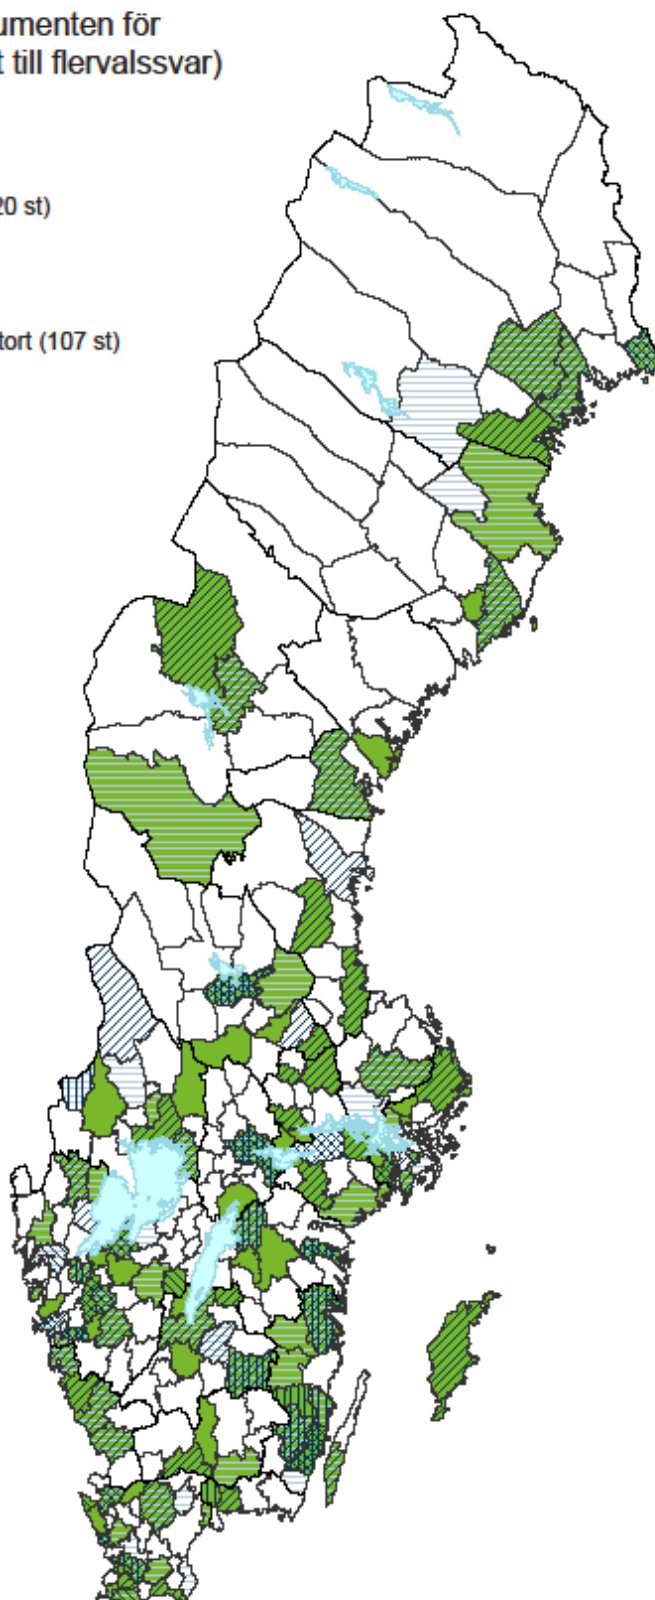 umenten för
t till flervalssvar)
20 st)
tort (107 st)